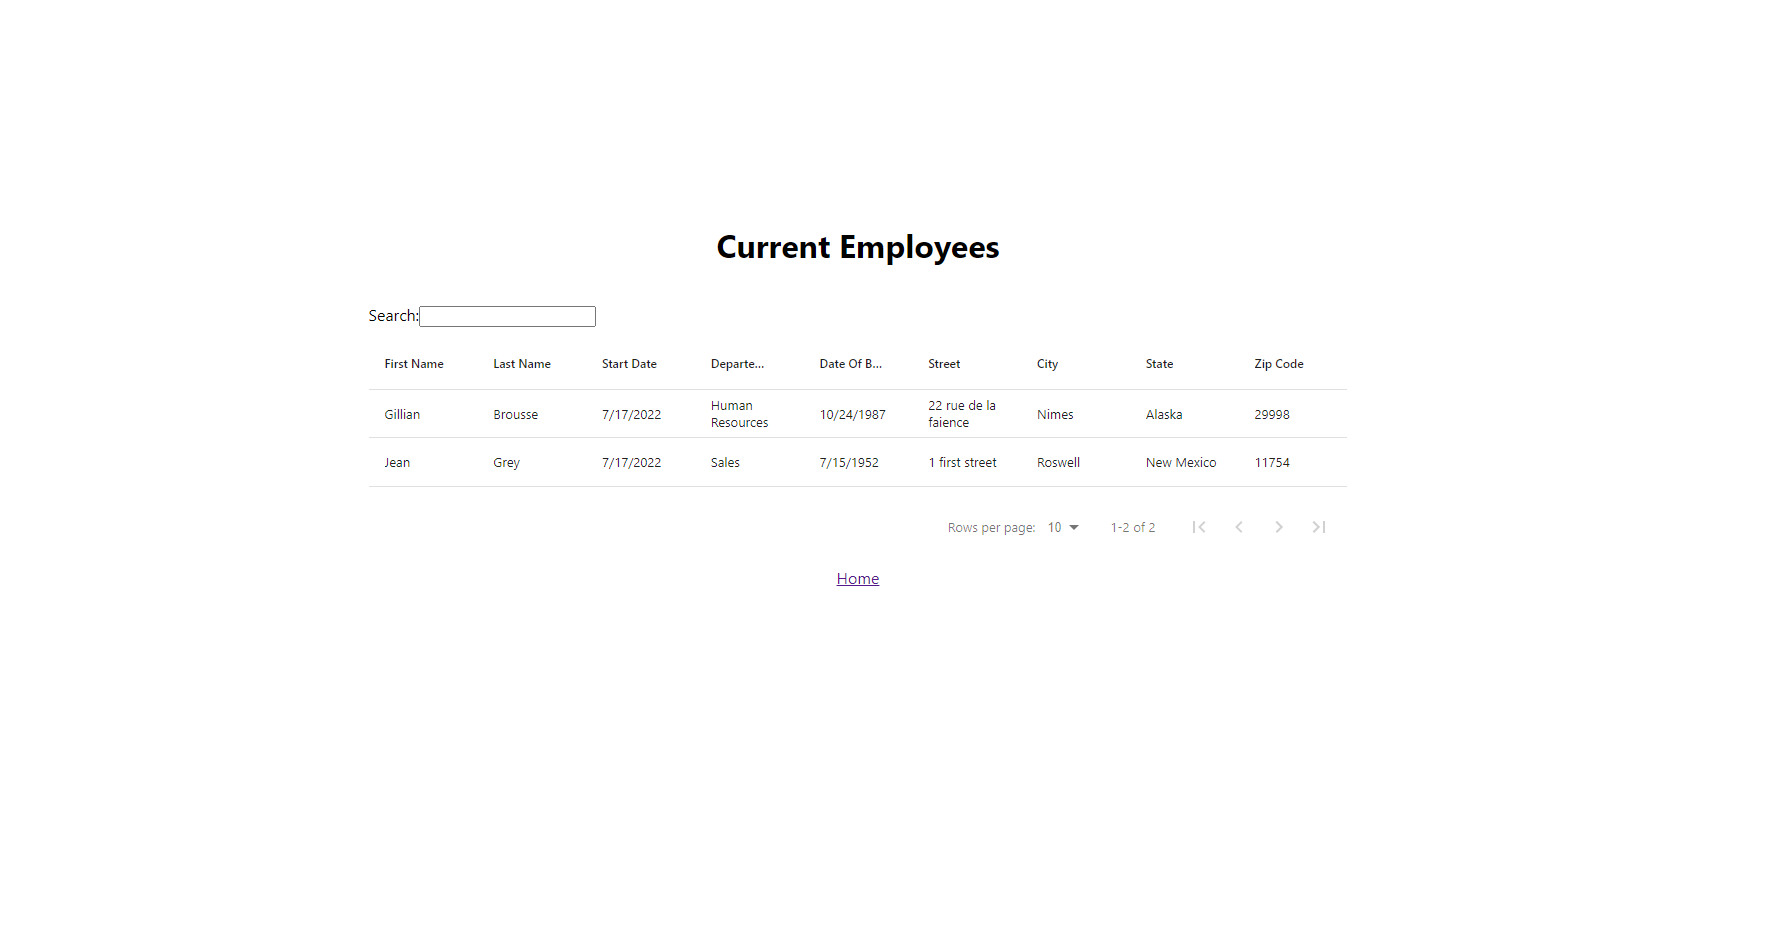 Current Employees
Search:
First Name Last Name Start Date Departe... Date Of B... Street City State Zip Code
Gillian Brousse 7/17/2022 Human Resources 10/24/1987 22 rue de la faience Nimes Alaska 29998
Jean Grey 7/17/2022 Sales 7/15/1952 1 first street Roswell New Mexico 11754
Rows per page: 10 1-2 of 2
Home